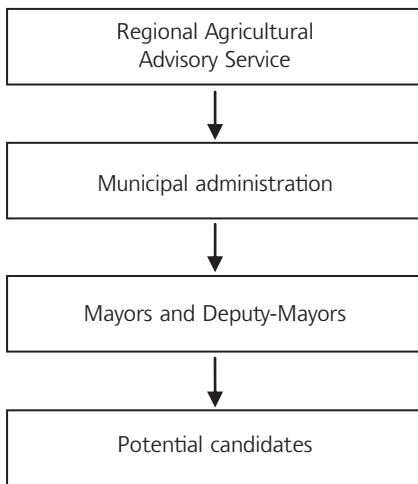 Regional Agricultural
Advisory Service
Municipal administration
Mayors and Deputy-Mayors
Potential candidates